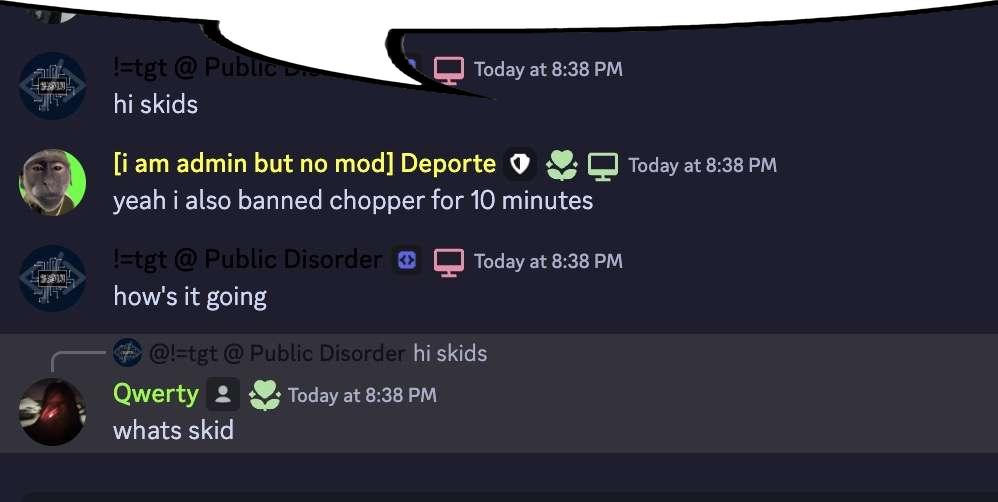 !=tgt @ Public Dis
Today at 8:38 PM
hi skids
[i am admin but no mod] Deporte Today at 8:38 PM
yeah i also banned chopper for 10 minutes
!=tgt @ Public Disorder Today at 8:38 PM
how's it going
@!=tgt @ Public Disorder hi skids
Qwerty Today at 8:38 PM
whats skid